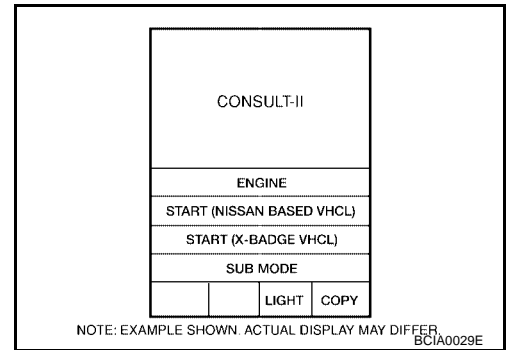 CONSULT-II
ENGINE
START (NISSAN BASED VHCL)
START (X-BADGE VHCL)
SUB MODE
LIGHT COPY
NOTE: EXAMPLE SHOWN. ACTUAL DISPLAY MAY DIFFER.
BCIA0029E